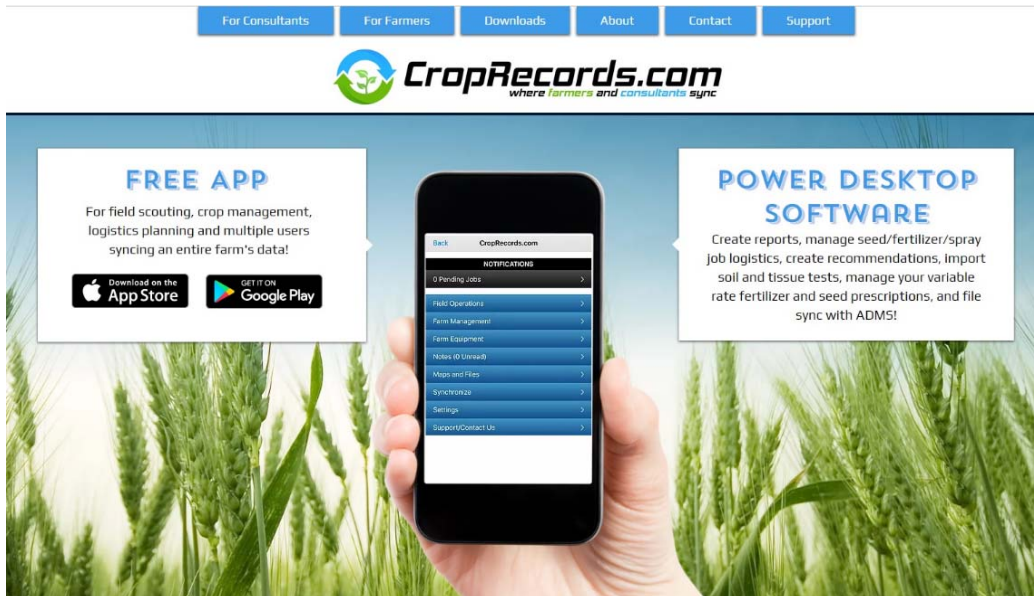 For Consultants
For Farmers
Downloads
About
Contact
Support
CropRecords.com
where farmers and consultants sync
FREE APP
For field scouting, crop management,
logistics planning and multiple users
syncing an entire farm's data!
Download on the
App Store
GET IT ON
Google Play
Back
CropRecords.com
NOTIFICATIONS
0 Pending Jobs
Field Operations
Farm Management
Farm Equipment
Notes (0 Unread)
Maps and Files
Synchronize
Settings
Support/Contact Us
POWER DESKTOP
SOFTWARE
Create reports, manage seed/fertilizer/spray
job logistics, create recommendations, import
soil and tissue tests, manage your variable
rate fertilizer and seed prescriptions, and file
sync with ADMS!